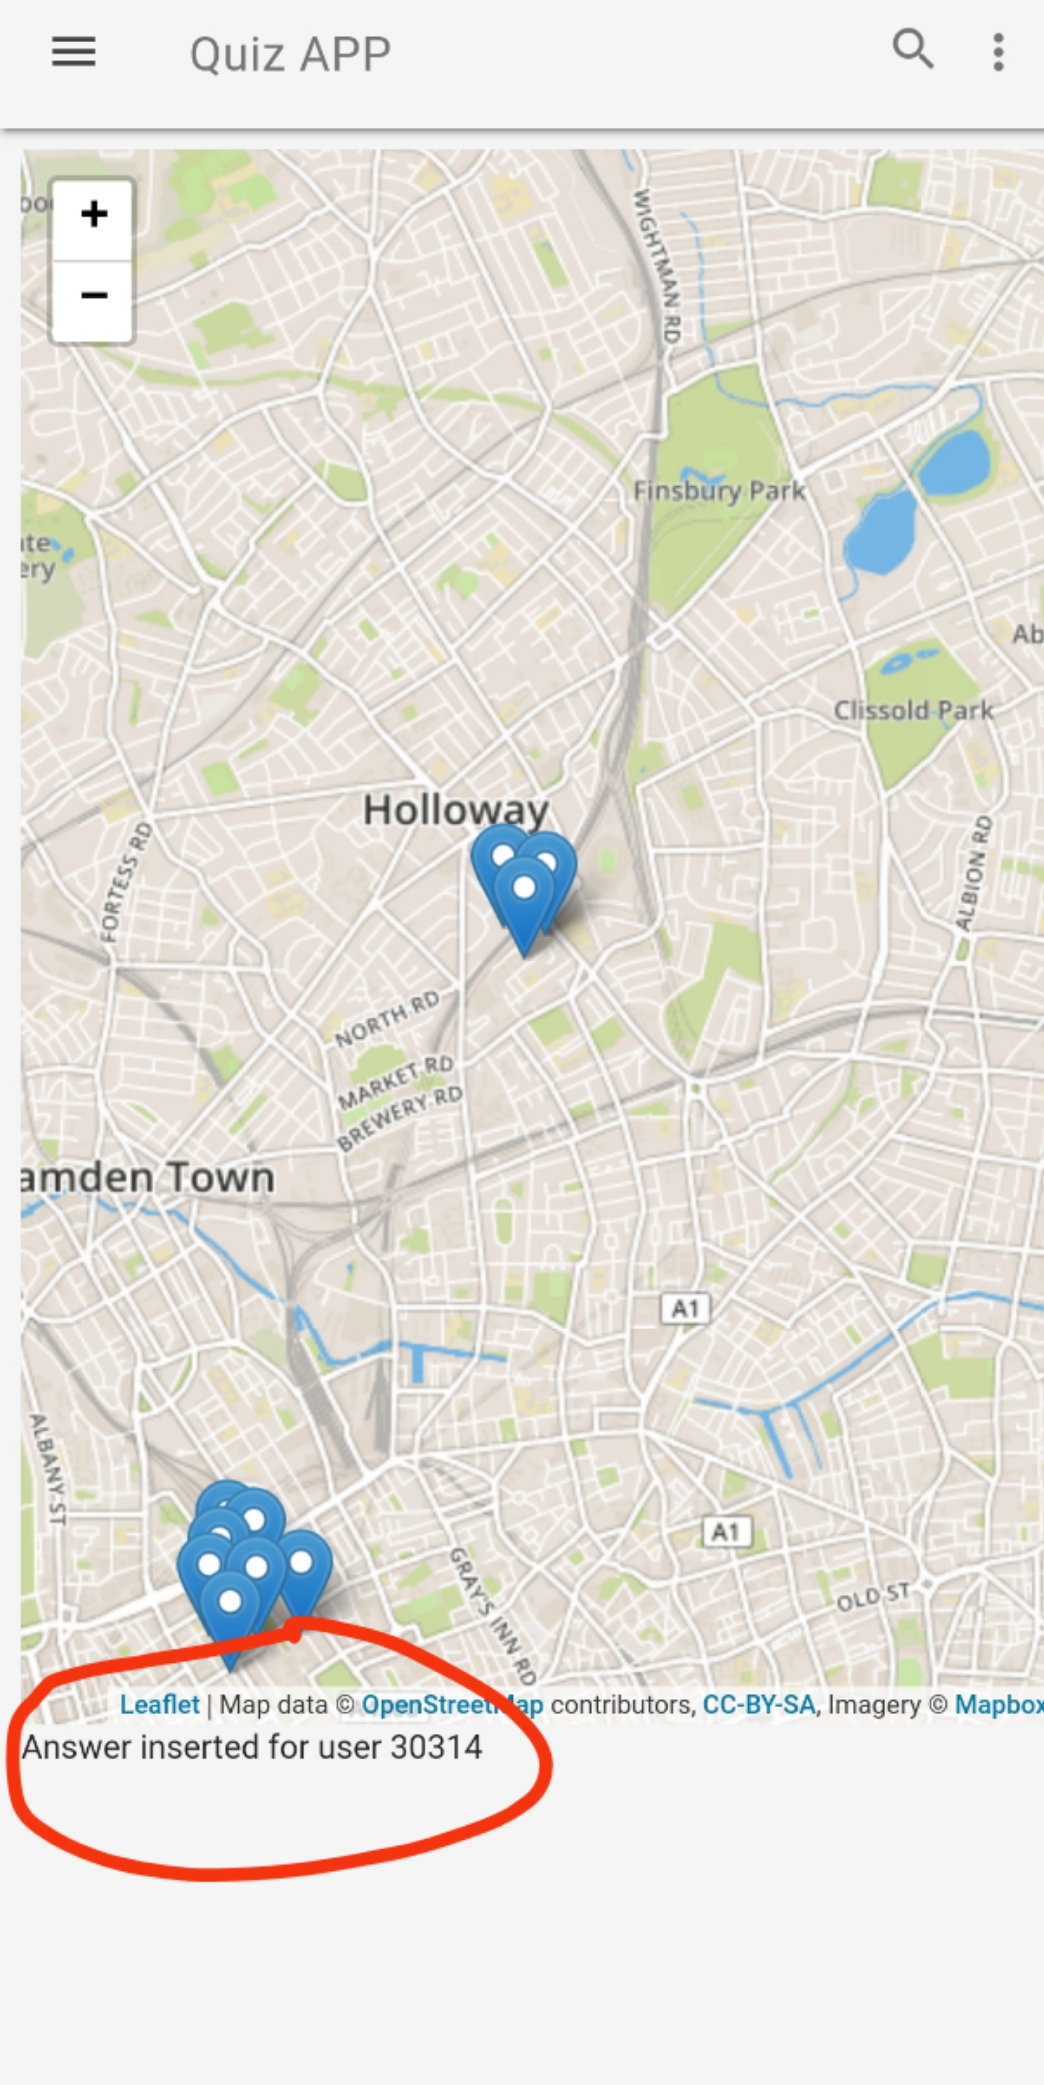 Quiz APP
+
−
WIGHTMAN RD
Finsbury Park
Clissold Park
Holloway
FORTESS RD
ALBION RD
NORTH RD
MARKET RD
BREWERY RD
amden Town
A1
ALBANY ST
A1
GRAY'S INN RD
OLD ST
Leaflet | Map data © OpenStreetMap contributors, CC-BY-SA, Imagery © Mapbox
Answer inserted for user 30314